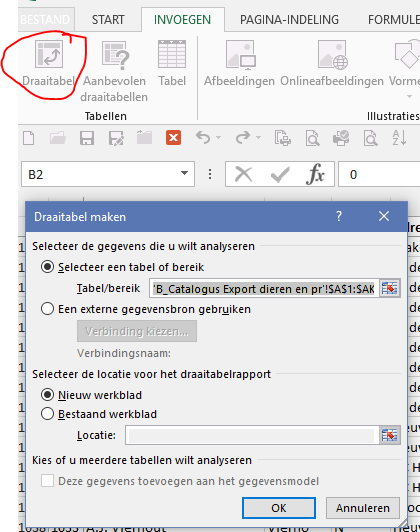 BESTAND START INVOEGEN PAGINA-INDELING FORMULE
Draaitabel Aanbevolen draaitabellen Tabel Afbeeldingen Onlineafbeeldingen Vorme
Tabellen Illustraties
B2 fx 0
Draaitabel maken ?
Selecteer de gegevens die u wilt analyseren
Selecteer een tabel of bereik
Tabel/bereik 'B_Catalogus Export dieren en pr'!$A$1:$AK
Een externe gegevensbron gebruiken
Verbinding kiezen...
Verbindingsnaam:
Selecteer de locatie voor het draaitabelrapport
Nieuw werkblad
Bestaand werkblad
Locatie:
Kies of u meerdere tabellen wilt analyseren
Deze gegevens toevoegen aan het gegevensmodel
OK Annuleren